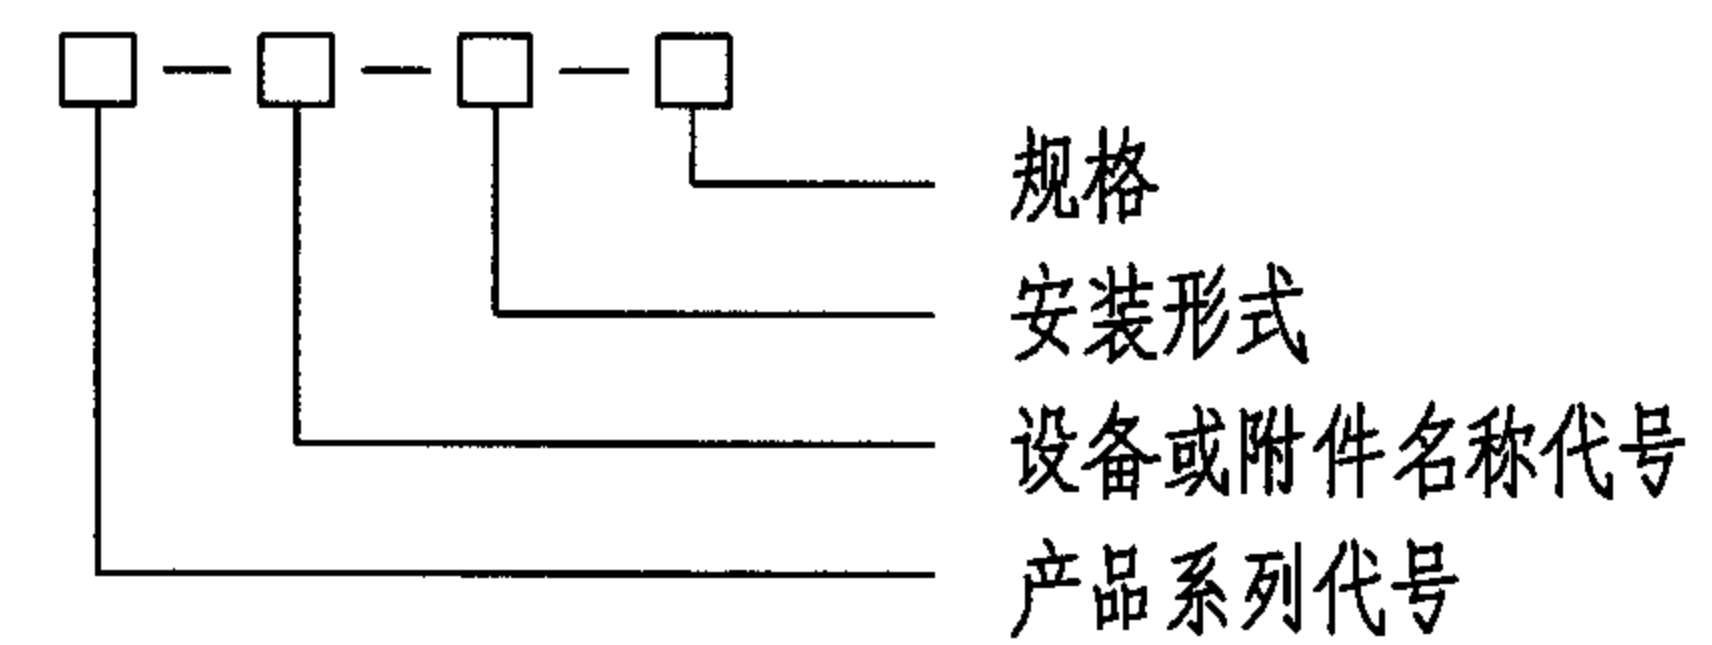 规格
安装形式
设备或附件名称代号
产品系列代号